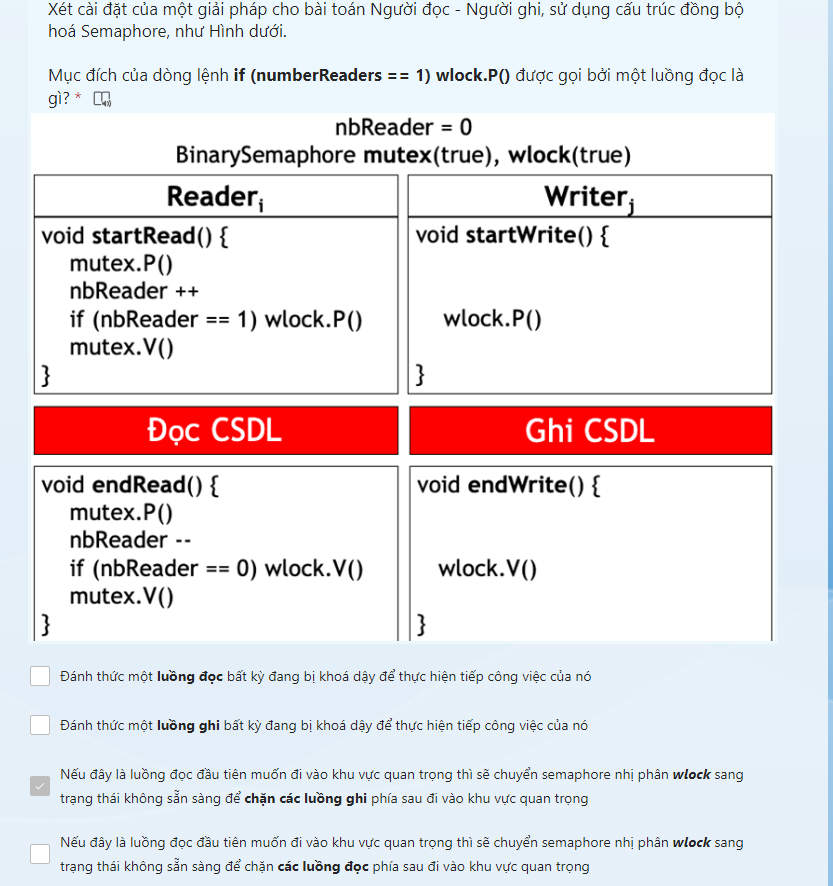 Xét cài đặt của một giải pháp cho bài toán Người đọc - Người ghi, sử dụng cấu trúc đồng bộ
hoá Semaphore, như Hình dưới.
Mục đích của dòng lệnh if (numberReaders == 1) wlock.P() được gọi bởi một luồng đọc là
gì? *
nbReader = 0
BinarySemaphore mutex(true), wlock(true)
Readeri
void startRead() {
mutex.P()
nbReader ++
if (nbReader == 1) wlock.P()
mutex.V()
}
Writerj
void startWrite() {
wlock.P()
}
Đọc CSDL
Ghi CSDL
void endRead() {
mutex.P()
nbReader --
if (nbReader == 0) wlock.V()
mutex.V()
}
void endWrite() {
wlock.V()
}
Đánh thức một luồng đọc bất kỳ đang bị khoá dậy để thực hiện tiếp công việc của nó
Đánh thức một luồng ghi bất kỳ đang bị khoá dậy để thực hiện tiếp công việc của nó
Nếu đây là luồng đọc đầu tiên muốn đi vào khu vực quan trọng thì sẽ chuyển semaphore nhị phân wlock sang
trạng thái không sẵn sàng để chặn các luồng ghi phía sau đi vào khu vực quan trọng
Nếu đây là luồng đọc đầu tiên muốn đi vào khu vực quan trọng thì sẽ chuyển semaphore nhị phân wlock sang
trạng thái không sẵn sàng để chặn các luồng đọc phía sau đi vào khu vực quan trọng